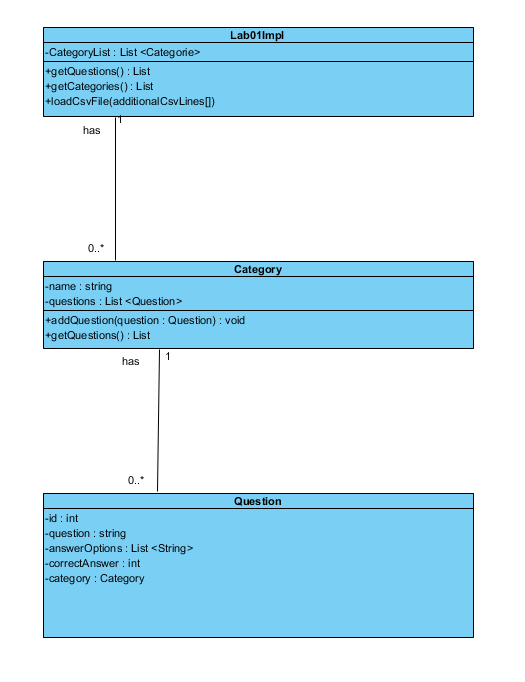 Lab01Impl
-CategoryList : List <Categorie>
+getQuestions() : List
+getCategories() : List
+loadCsvFile(additionalCsvLines[])
1
has
0..*
Category
-name : string
-questions : List <Question>
+addQuestion(question : Question) : void
+getQuestions() : List
has
1
0..*
Question
-id : int
-question : string
-answerOptions : List <String>
-correctAnswer : int
-category : Category